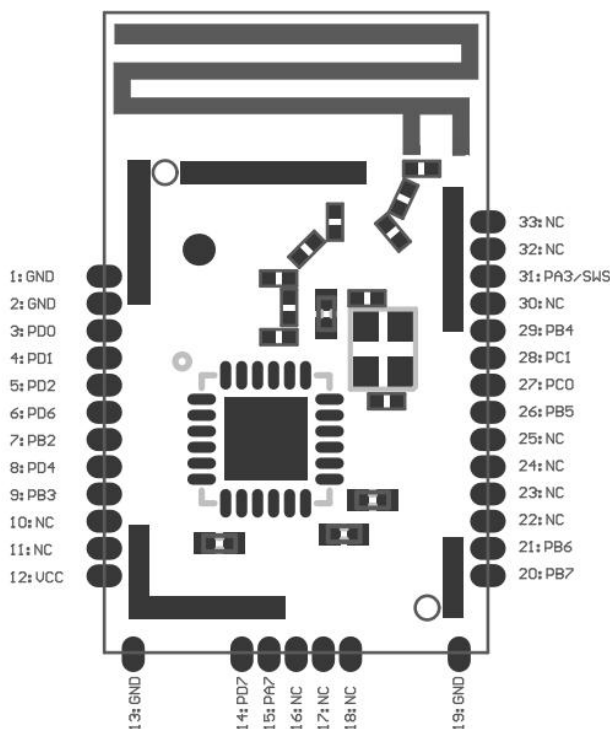 1:GND
2:GND
3:PD0
4:PD1
5:PD2
6:PD6
7:PB2
8:PD4
9:PB3
10:NC
11:NC
12:VCC
13:GND
14:PD7
15:PA7
16:NC
17:NC
18:NC
19:GND
33:NC
32:NC
31:PA3/SWS
30:NC
29:PB4
28:PC1
27:PC0
26:PB5
25:NC
24:NC
23:NC
22:NC
21:PB6
20:PB7